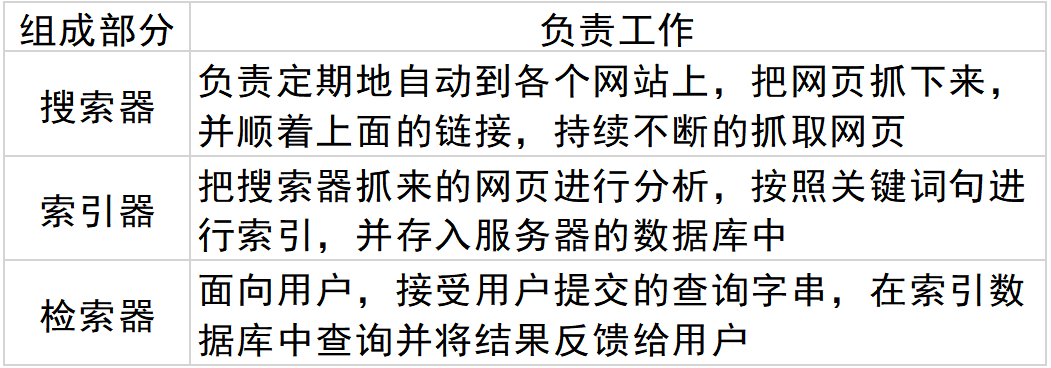 组成部分 负责工作
搜索器
负责定期地自动到各个网站上，把网页抓下来，
并顺着上面的链接，持续不断的抓取网页
索引器
把搜索器抓来的网页进行分析，按照关键词句进
行索引，并存入服务器的数据库中
检索器
面向用户，接受用户提交的查询字串，在索引数
据库中查询并将结果反馈给用户